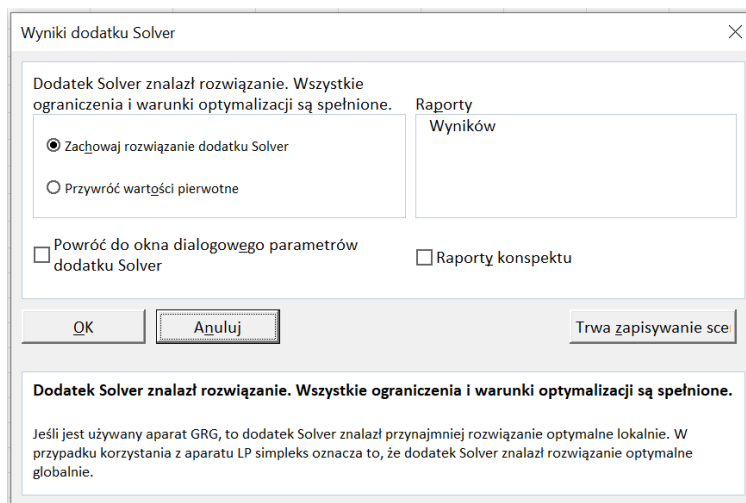 Wyniki dodatku Solver
Dodatek Solver znalazł rozwiązanie. Wszystkie
ograniczenia i warunki optymalizacji są spełnione.
Raporty
Wyników
Zachowaj rozwiązanie dodatku Solver
Przywróć wartości pierwotne
Powróć do okna dialogowego parametrów
dodatku Solver
Raporty konspektu
OK
Anuluj
Trwa zapisywanie sce
Dodatek Solver znalazł rozwiązanie. Wszystkie ograniczenia i warunki optymalizacji są spełnione.
Jeśli jest używany aparat GRG, to dodatek Solver znalazł przynajmniej rozwiązanie optymalne lokalnie. W
przypadku korzystania z aparatu LP simpleks oznacza to, że dodatek Solver znalazł rozwiązanie optymalne
globalnie.